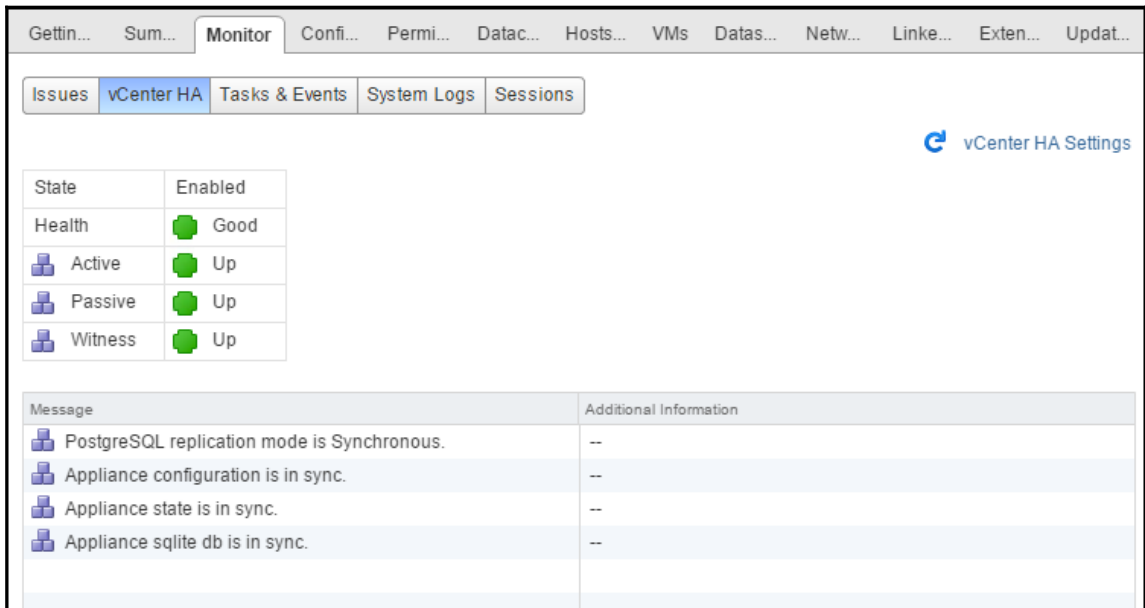 Gettin... Sum... Monitor Confi... Permi... Datac... Hosts... VMs Datas... Netw... Linke... Exten... Updat...
Issues vCenter HA Tasks & Events System Logs Sessions
vCenter HA Settings
State Enabled
Health Good
Active Up
Passive Up
Witness Up
Message Additional Information
PostgreSQL replication mode is Synchronous. --
Appliance configuration is in sync. --
Appliance state is in sync. --
Appliance sqlite db is in sync. --